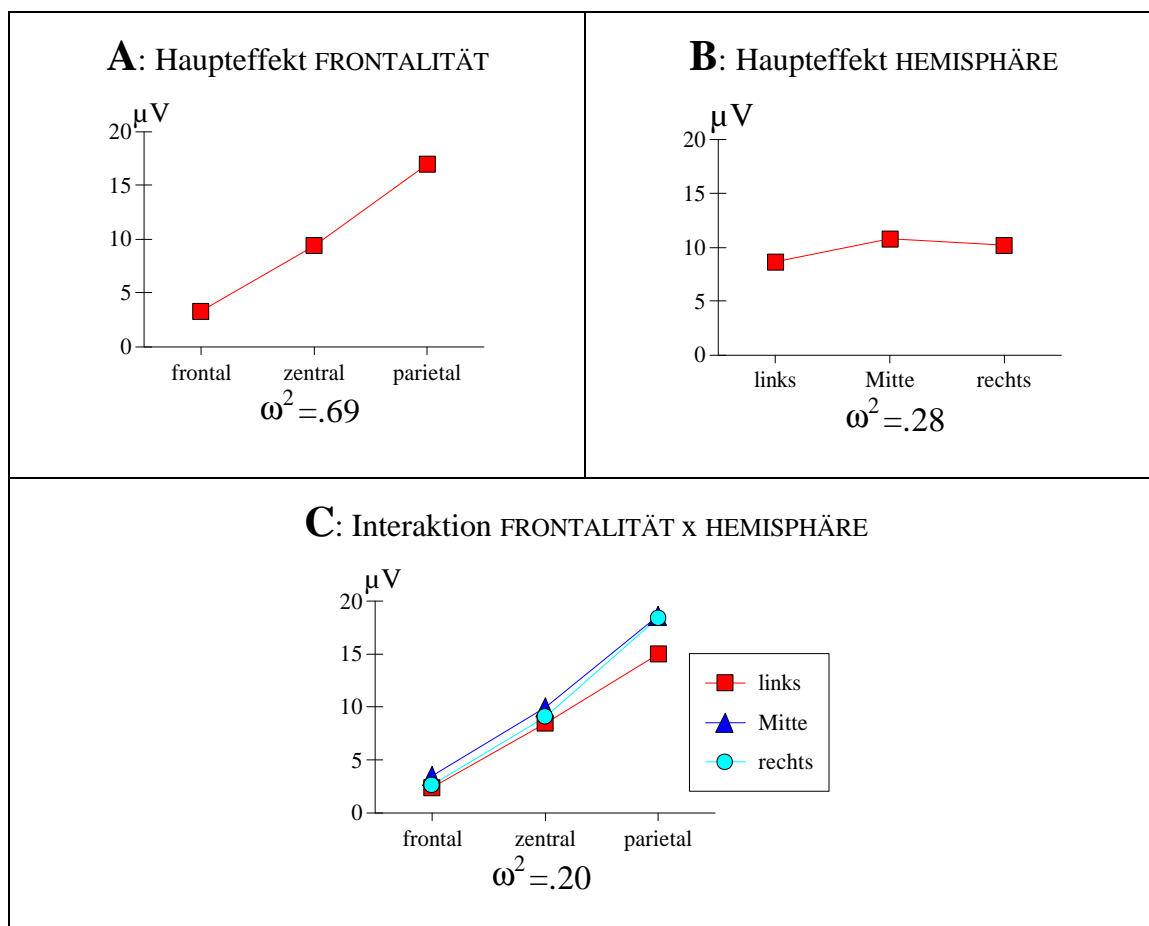 A: Haupteffekt FRONTALITÄT
µV
20
15
10
5
0
frontal zentral parietal
ω²=.69
B: Haupteffekt HEMISPHÄRE
µV
20
15
10
5
0
links Mitte rechts
ω²=.28
C: Interaktion FRONTALITÄT x HEMISPHÄRE
µV
20
15
10
5
0
frontal zentral parietal
ω²=.20
links
Mitte
rechts